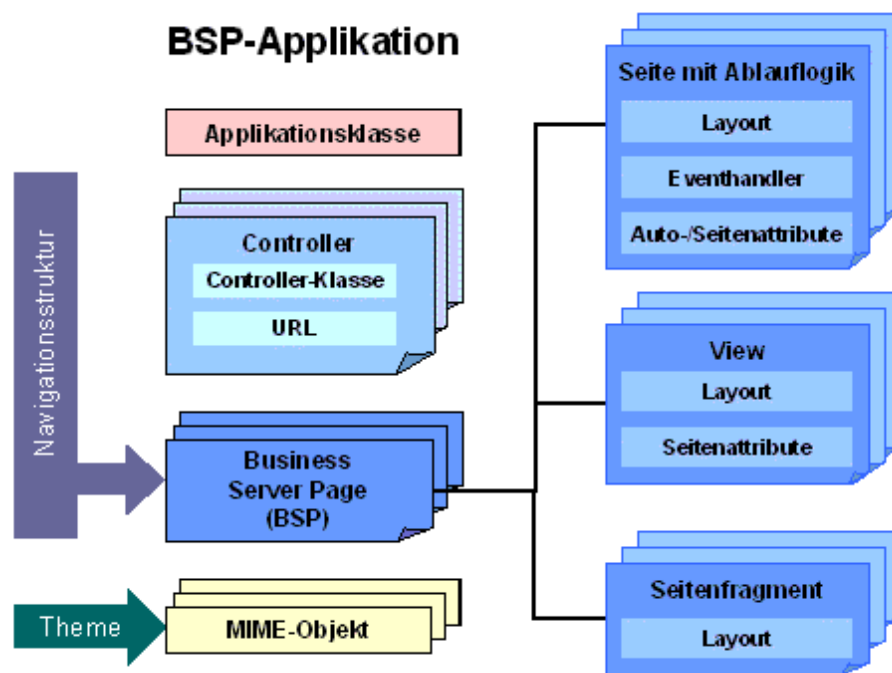 BSP-Applikation
Applikationsklasse
Controller
Controller-Klasse
URL
Navigationsstruktur
Business
Server Page
(BSP)
Theme
MIME-Objekt
Seite mit Ablauflogik
Layout
Eventhandler
Auto-/Seitenattribute
View
Layout
Seitenattribute
Seitenfragment
Layout